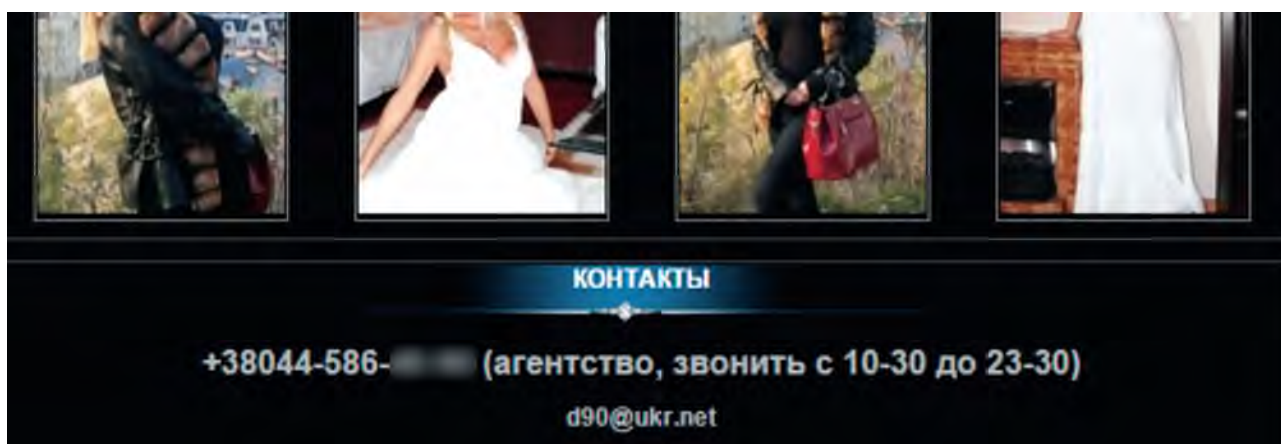 КОНТАКТЫ
+38044-586- (агентство, звонить с 10-30 до 23-30)
d90@ukr.net